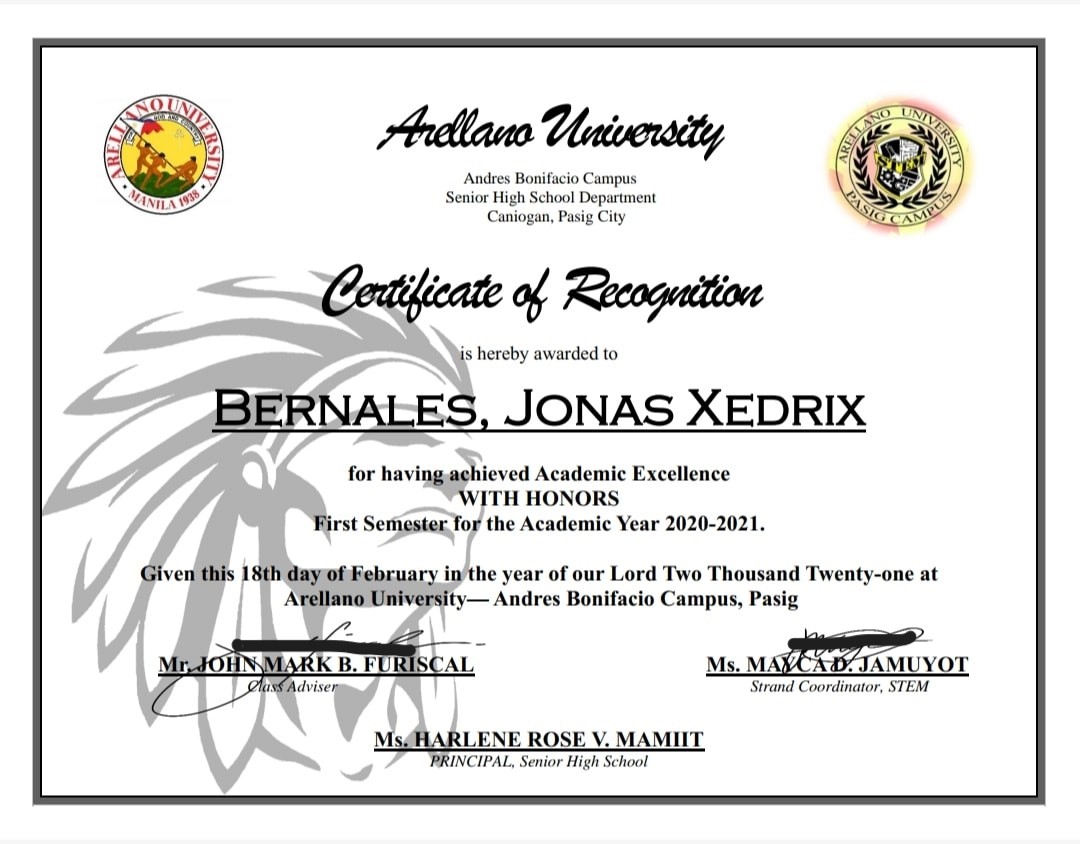 ARELLANO UNIVERSITY
GOD AND COUNTRY
MANILA 1938
Arellano University
ARELLANO UNIVERSITY
PASIG CAMPUS
Andres Bonifacio Campus
Senior High School Department
Caniogan, Pasig City
Certificate of Recognition
is hereby awarded to
BERNALES, JONAS XEDRIX
for having achieved Academic Excellence
WITH HONORS
First Semester for the Academic Year 2020-2021.
Given this 18th day of February in the year of our Lord Two Thousand Twenty-one at
Arellano University— Andres Bonifacio Campus, Pasig
Mr. JOHN MARK B. FURISCAL
Class Adviser
Ms. MAYCA D. JAMUYOT
Strand Coordinator, STEM
Ms. HARLENE ROSE V. MAMIIT
PRINCIPAL, Senior High School